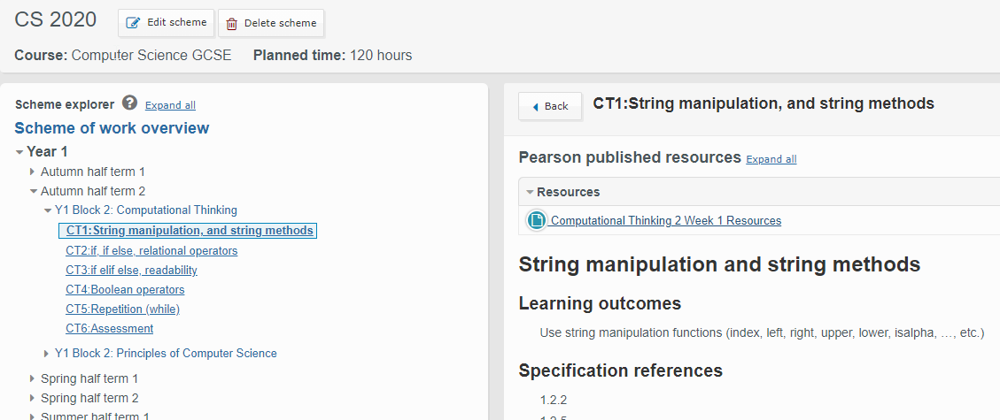 CS 2020
Edit scheme
Delete scheme
Course: Computer Science GCSE Planned time: 120 hours
Scheme explorer ? Expand all
Scheme of work overview
Year 1
Autumn half term 1
Autumn half term 2
Y1 Block 2: Computational Thinking
CT1:String manipulation, and string methods
CT2:if, if else, relational operators
CT3:if elif else, readability
CT4:Boolean operators
CT5:Repetition (while)
CT6:Assessment
Y1 Block 2: Principles of Computer Science
Spring half term 1
Spring half term 2
Summer half term 1
Back
CT1:String manipulation, and string methods
Pearson published resources Expand all
Resources
Computational Thinking 2 Week 1 Resources
String manipulation and string methods
Learning outcomes
Use string manipulation functions (index, left, right, upper, lower, isalpha, …, etc.)
Specification references
1.2.2
1.2.5